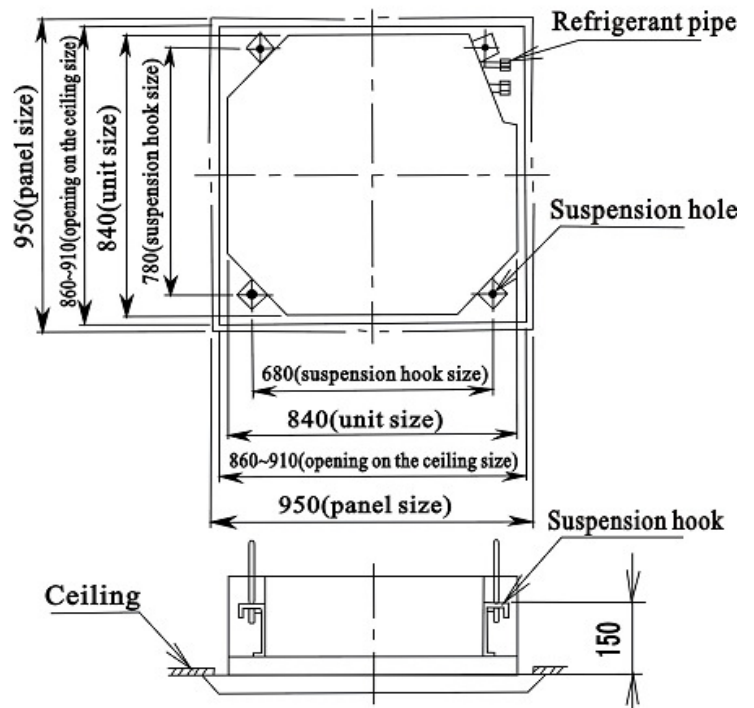 Refrigerant pipe
950(panel size)
860~910(opening on the ceiling size)
840(unit size)
780(suspension hook size)
Suspension hole
680(suspension hook size)
840(unit size)
860~910(opening on the ceiling size)
950(panel size)
Suspension hook
Ceiling
150